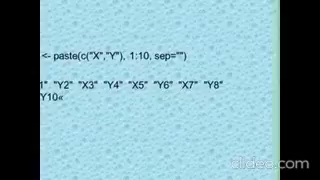 <- paste(c("X","Y"), 1:10, sep="")
1" "Y2" "X3" "Y4" "X5" "Y6" "X7" "Y8"
Y10«
clideo.com